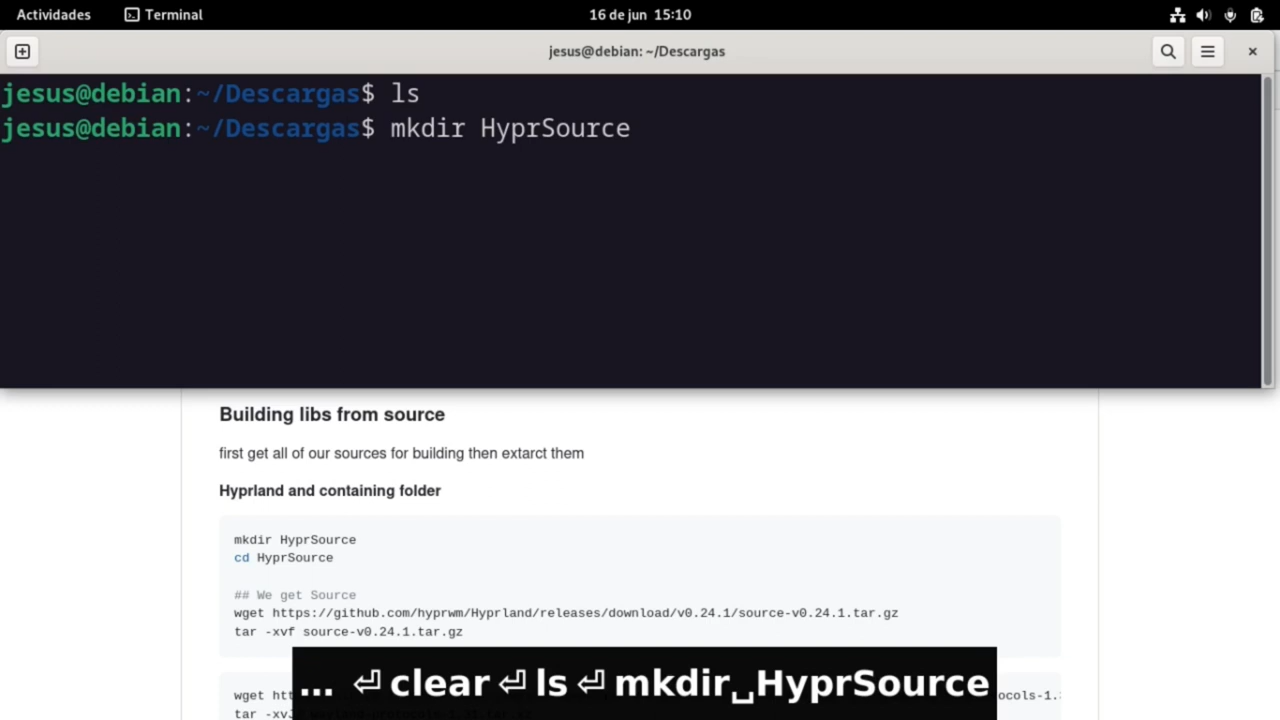 Actividades Terminal 16 de jun 15:10
jesus@debian: ~/Descargas
jesus@debian:~/Descargas$ ls
jesus@debian:~/Descargas$ mkdir HyprSource
Building libs from source
first get all of our sources for building then extarct them
Hyprland and containing folder
mkdir HyprSource
cd HyprSource
## We get Source
wget https://github.com/hyprwm/Hyprland/releases/download/v0.24.1/source-v0.24.1.tar.gz
tar -xvf source-v0.24.1.tar.gz
... ⏎ clear ⏎ ls ⏎ mkdir␣HyprSource
wget
tar